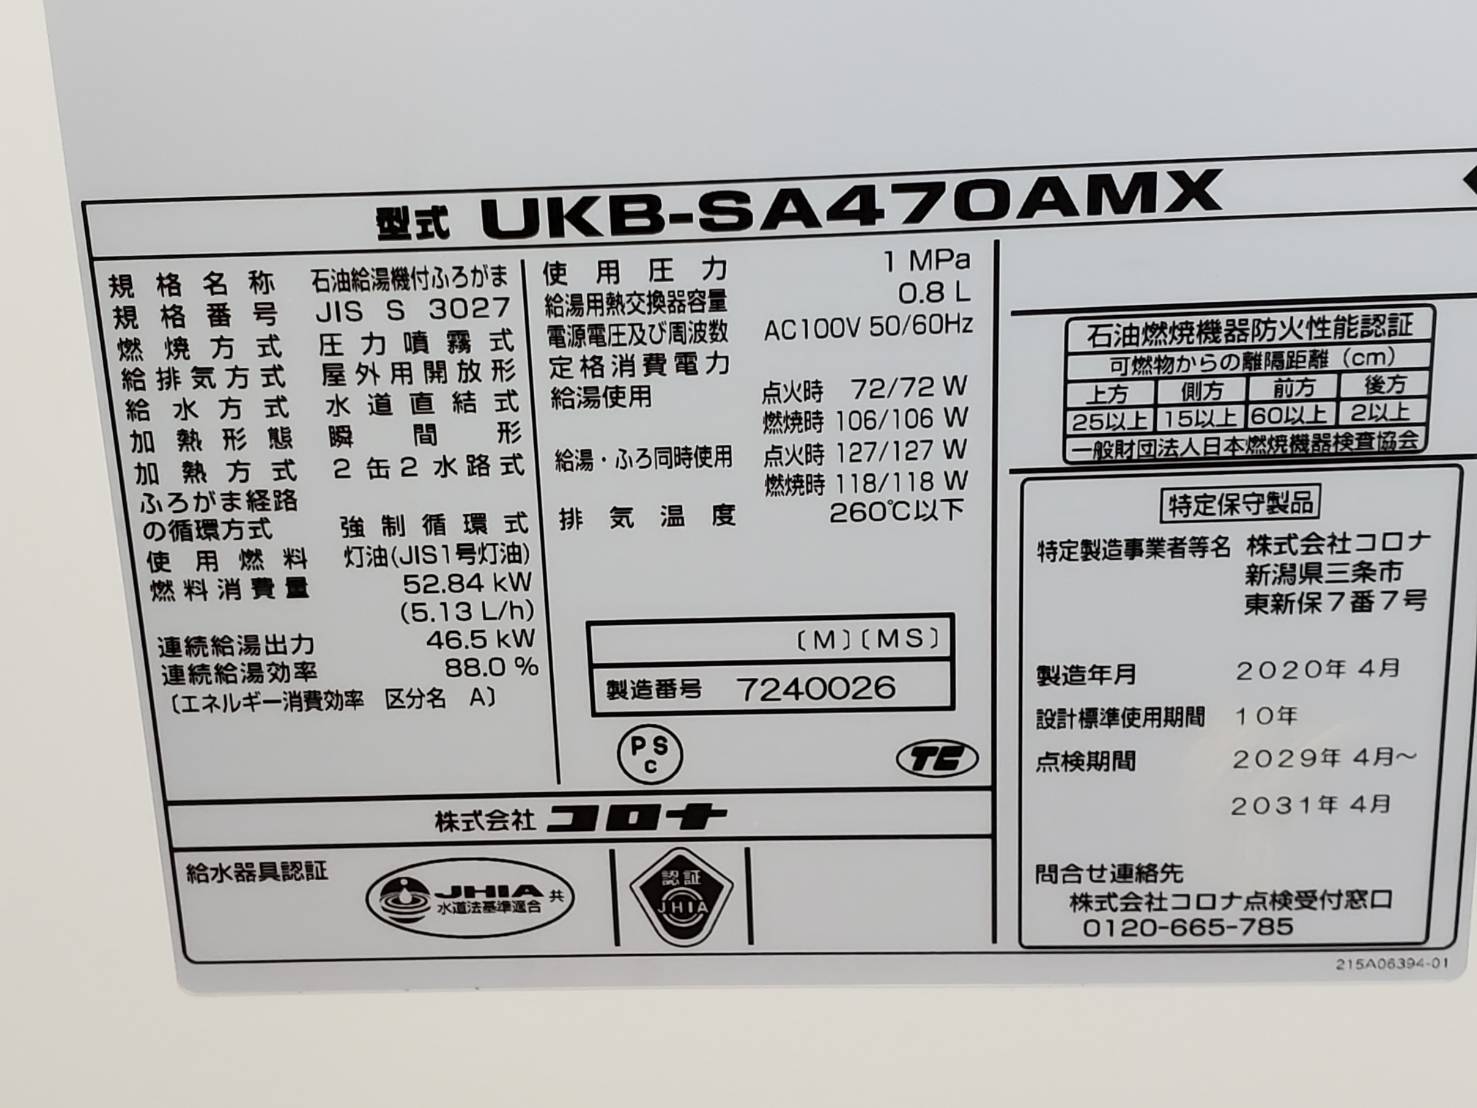 型式 UKB-SA470AMX
規格名称 石油給湯機付ふろがま
規格番号 JIS S 3027
燃焼方式 圧力噴霧式
給排気方式 屋外用開放形
給水方式 水道直結式
加熱形態 瞬間形
加熱方式 2缶2水路式
ふろがま経路
の循環方式 強制循環式
使用燃料 灯油(JIS1号灯油)
燃料消費量 52.84 kW
(5.13 L/h)
連続給湯出力 46.5 kW
連続給湯効率 88.0 %
〔エネルギー消費効率 区分名 A〕
使用圧力 1 MPa
給湯用熱交換器容量 0.8 L
電源電圧及び周波数 AC100V 50/60Hz
定格消費電力
給湯使用 点火時 72/72 W
燃焼時 106/106 W
給湯・ふろ同時使用 点火時 127/127 W
燃焼時 118/118 W
排気温度 260℃以下
〔M〕〔MS〕
製造番号 7240026
PS
C
TC
株式会社 コロナ
給水器具認証
JHIA 共
水道法基準適合
認証
JHIA
石油燃焼機器防火性能認証
可燃物からの離隔距離（cm）
上方 側方 前方 後方
25以上 15以上 60以上 2以上
一般財団法人日本燃焼機器検査協会
特定保守製品
特定製造事業者等名 株式会社コロナ
新潟県三条市
東新保7番7号
製造年月 2020年 4月
設計標準使用期間 10年
点検期間 2029年 4月～
2031年 4月
問合せ連絡先
株式会社コロナ点検受付窓口
0120-665-785
215A06394-01